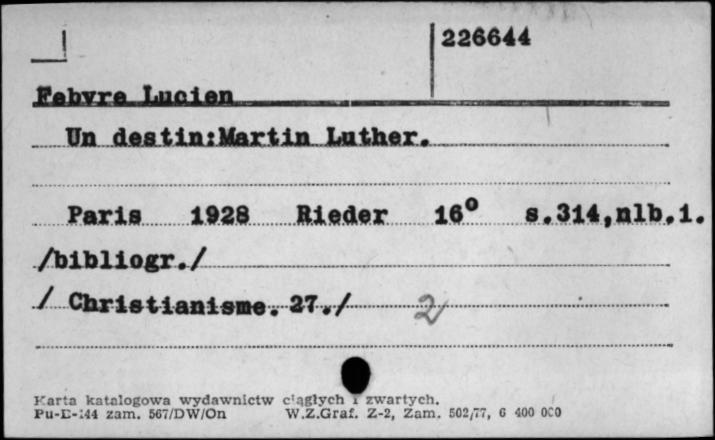 226644
Febvre Lucien
Un destin:Martin Luther.
Paris 1928 Rieder 16° s.314,nlb.1.
/bibliogr./
/ Christianisme. 27./ 2
Karta katalogowa wydawnictw ciągłych i zwartych.
Pu-D-144 zam. 567/DW/On W.Z.Graf. Z-2, Zam. 502/77, 6 400 000